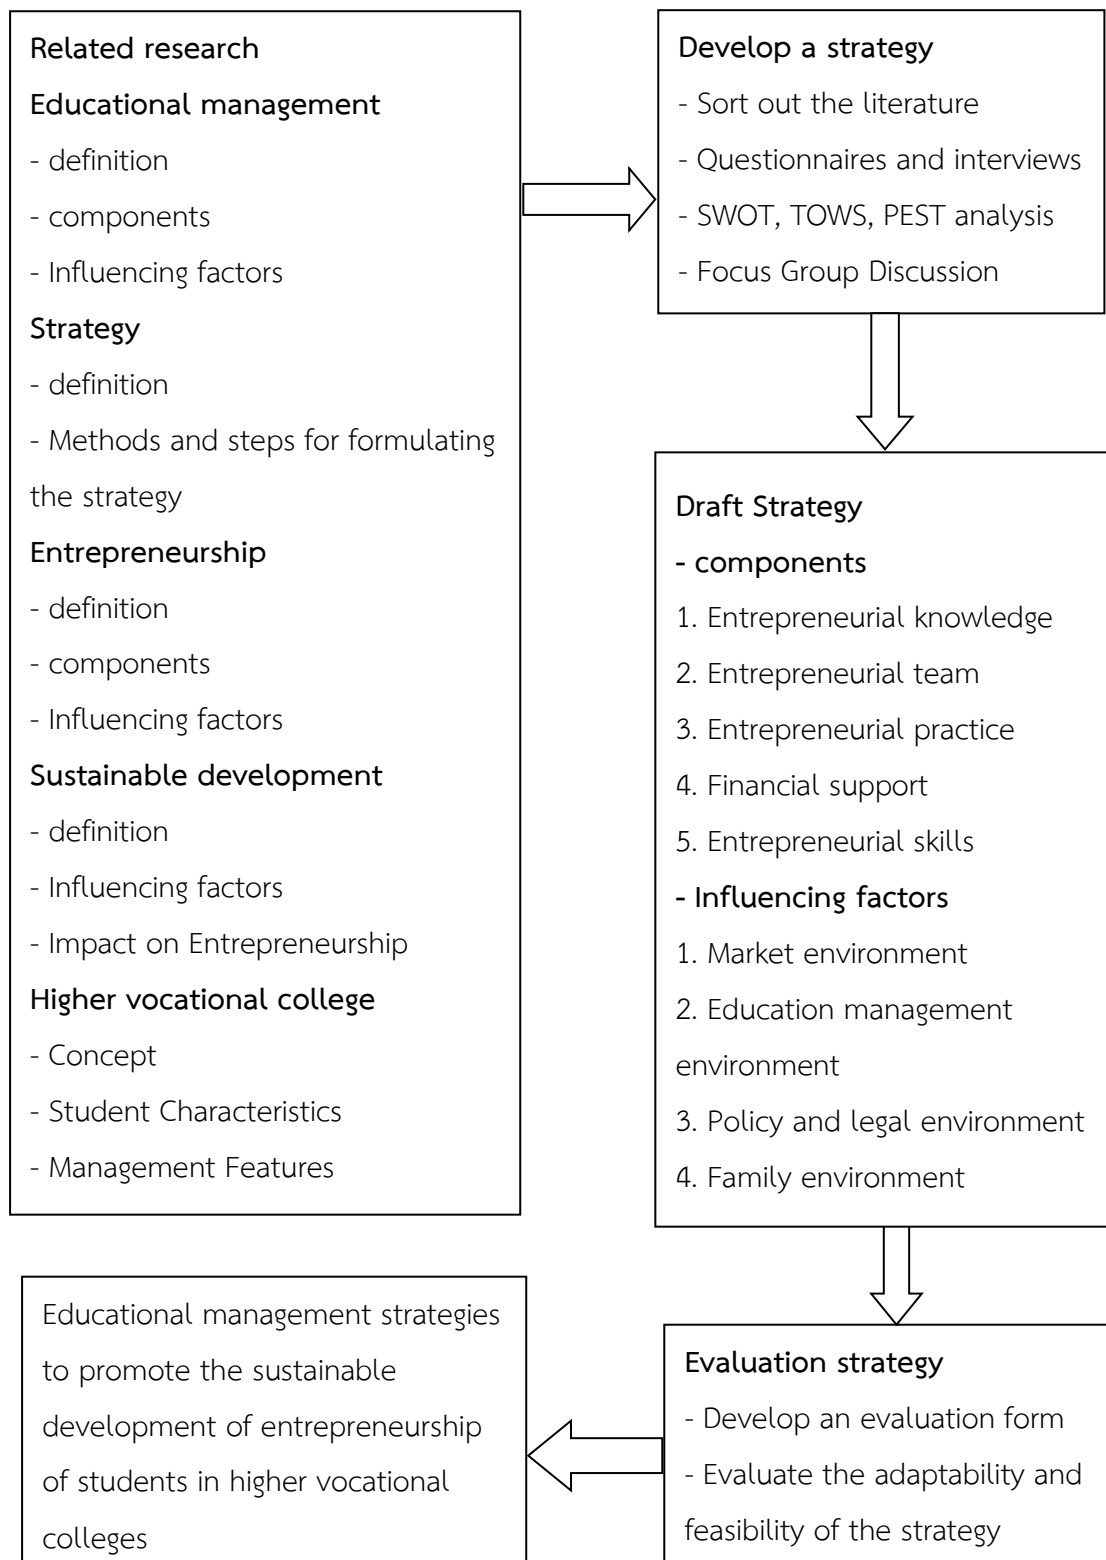 Related research
Educational management
- definition
- components
- Influencing factors
Strategy
- definition
- Methods and steps for formulating
the strategy
Entrepreneurship
- definition
- components
- Influencing factors
Sustainable development
- definition
- Influencing factors
- Impact on Entrepreneurship
Higher vocational college
- Concept
- Student Characteristics
- Management Features
Develop a strategy
- Sort out the literature
- Questionnaires and interviews
- SWOT, TOWS, PEST analysis
- Focus Group Discussion
Draft Strategy
- components
1. Entrepreneurial knowledge
2. Entrepreneurial team
3. Entrepreneurial practice
4. Financial support
5. Entrepreneurial skills
- Influencing factors
1. Market environment
2. Education management
environment
3. Policy and legal environment
4. Family environment
Evaluation strategy
- Develop an evaluation form
- Evaluate the adaptability and
feasibility of the strategy
Educational management strategies
to promote the sustainable
development of entrepreneurship
of students in higher vocational
colleges